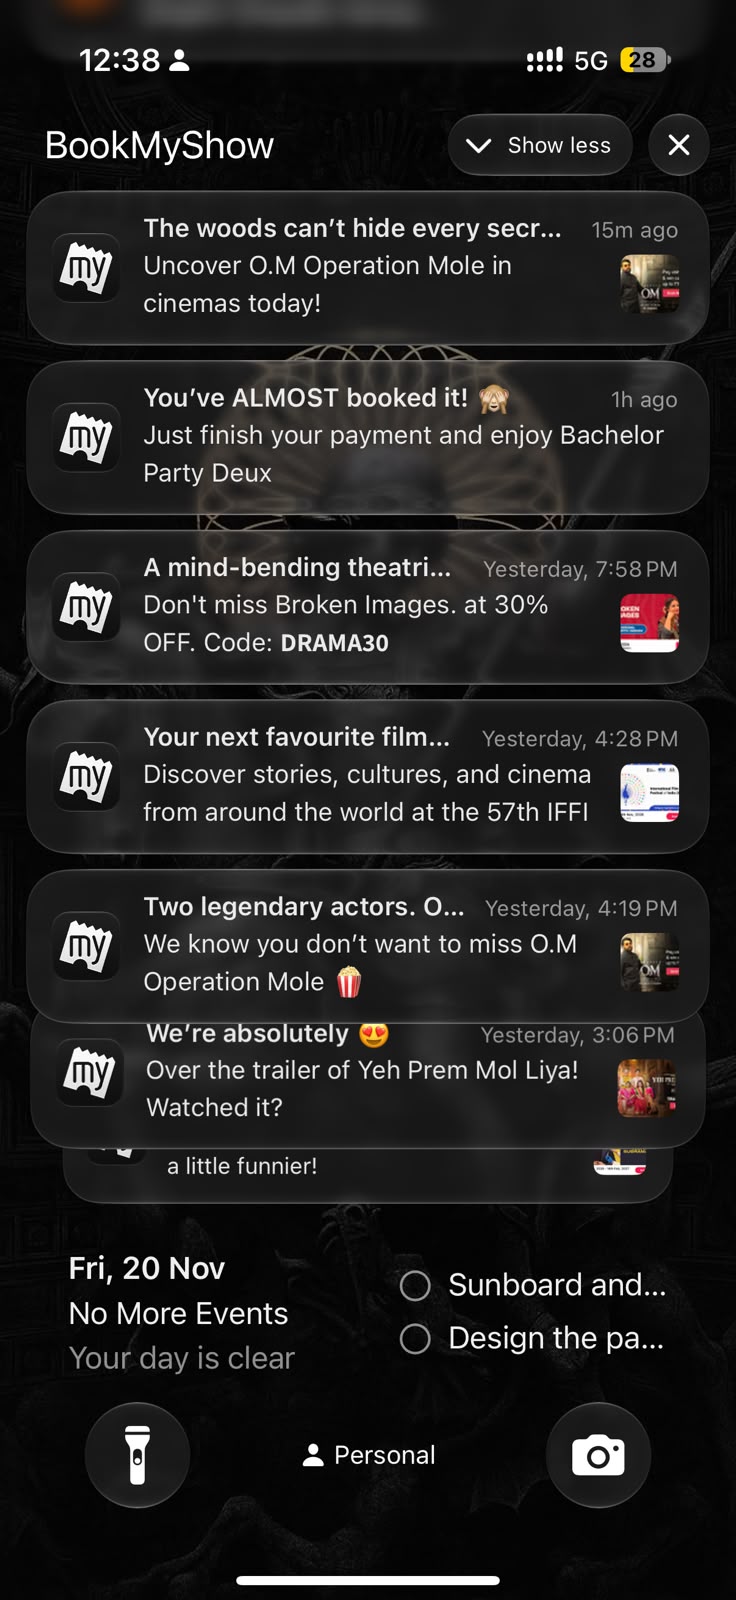 12:38
5G 28
BookMyShow
Show less
The woods can’t hide every secr...
15m ago
Uncover O.M Operation Mole in
cinemas today!
You’ve ALMOST booked it! 🙈
1h ago
Just finish your payment and enjoy Bachelor
Party Deux
A mind-bending theatri...
Yesterday, 7:58 PM
Don't miss Broken Images. at 30%
OFF. Code: DRAMA30
Your next favourite film...
Yesterday, 4:28 PM
Discover stories, cultures, and cinema
from around the world at the 57th IFFI
Two legendary actors. O...
Yesterday, 4:19 PM
We know you don’t want to miss O.M
Operation Mole 🍿
We’re absolutely 😍
Yesterday, 3:06 PM
Over the trailer of Yeh Prem Mol Liya!
Watched it?
a little funnier!
Fri, 20 Nov
No More Events
Your day is clear
Sunboard and...
Design the pa...
Personal